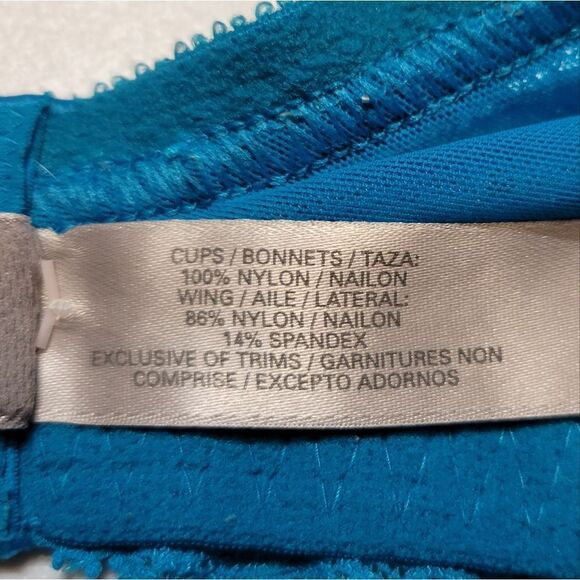 CUPS / BONNETS / TAZA:
100% NYLON / NAILON
WING / AILE / LATERAL:
86% NYLON / NAILON
14% SPANDEX
EXCLUSIVE OF TRIMS / GARNITURES NON
COMPRISE / EXCEPTO ADORNOS